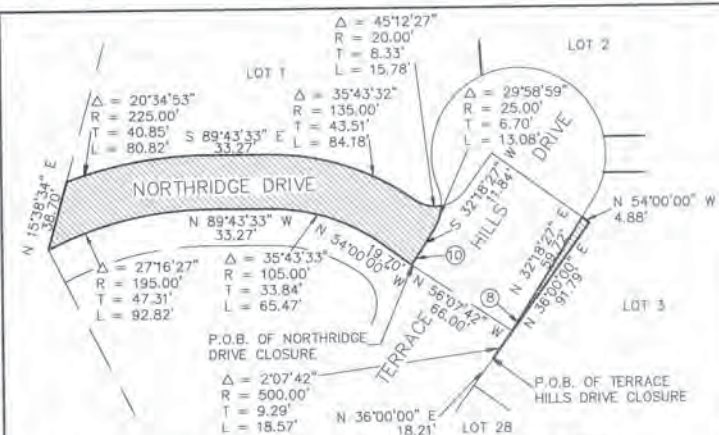 Δ = 45°12'27"
R = 20.00'
T = 8.33'
L = 15.78'
LOT 2
LOT 1
Δ = 20°34'53"
R = 225.00'
T = 40.85'
L = 80.82'
Δ = 35°43'32"
R = 135.00'
T = 43.51'
L = 84.18'
Δ = 29°58'59"
R = 25.00'
T = 6.70'
L = 13.08'
S 89°43'33" E
33.27'
NORTHRIDGE DRIVE
N 15°38'34" E
38.70'
N 89°43'33" W
33.27'
S 32°18'27" W
11.84'
TERRACE HILLS DRIVE
N 54°00'00" W
4.88'
N 54°00'00" W
19.20'
10
N 32°18'27" E
59.72'
N 36°00'00" E
91.79'
8
N 56°07'42" W
66.00'
Δ = 27°16'27"
R = 195.00'
T = 47.31'
L = 92.82'
Δ = 35°43'33"
R = 105.00'
T = 33.84'
L = 65.47'
LOT 3
P.O.B. OF NORTHRIDGE
DRIVE CLOSURE
Δ = 2°07'42"
R = 500.00'
T = 9.29'
L = 18.57'
P.O.B. OF TERRACE
HILLS DRIVE CLOSURE
N 36°00'00" E
18.21'
LOT 28